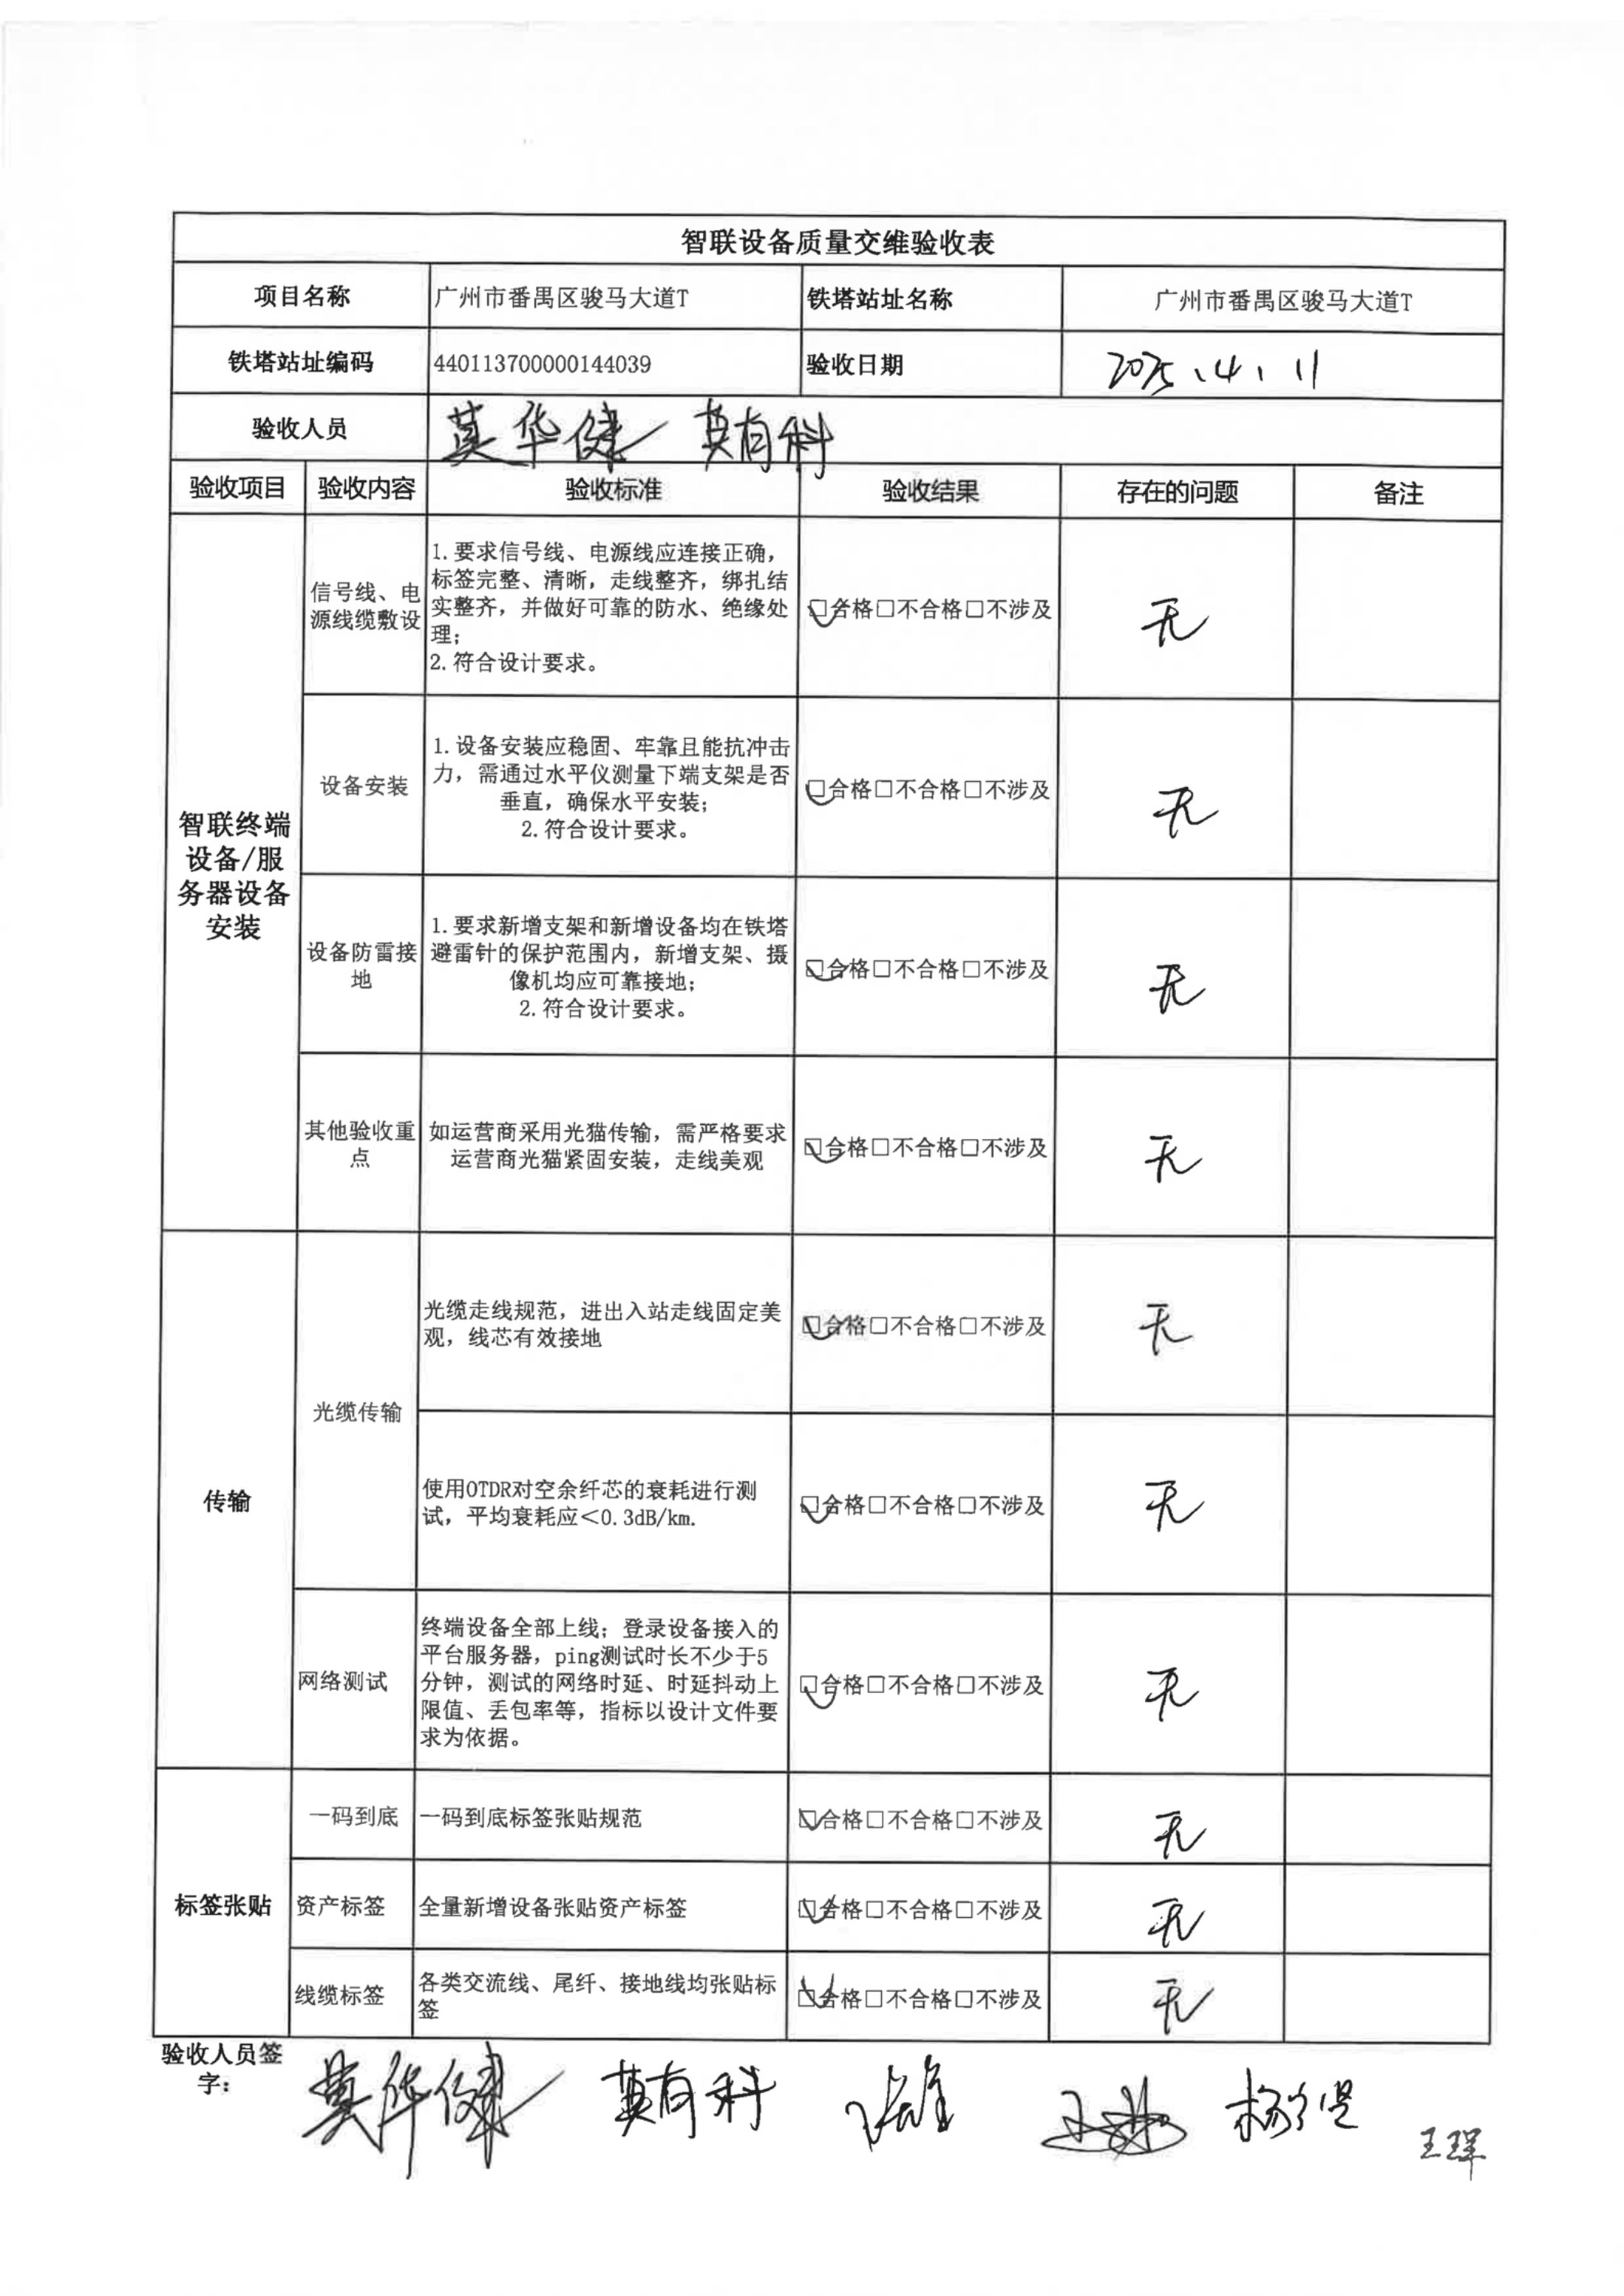 智联设备质量交维验收表
项目名称 广州市番禺区骏马大道T 铁塔站址名称 广州市番禺区骏马大道T
铁塔站址编码 440113700000144039 验收日期 2025.4.11
验收人员 莫华健 莫有科
验收项目 验收内容 验收标准 验收结果 存在的问题 备注
智联终端
设备/服
务器设备
安装
信号线、电
源线缆敷设
1.要求信号线、电源线应连接正确，
标签完整、清晰，走线整齐，绑扎结
实整齐，并做好可靠的防水、绝缘处
理；
2.符合设计要求。
☑合格□不合格□不涉及 无
设备安装
1.设备安装应稳固、牢靠且能抗冲击
力，需通过水平仪测量下端支架是否
垂直，确保水平安装；
2.符合设计要求。
☑合格□不合格□不涉及 无
设备防雷接
地
1.要求新增支架和新增设备均在铁塔
避雷针的保护范围内，新增支架、摄
像机均应可靠接地；
2.符合设计要求。
☑合格□不合格□不涉及 无
其他验收重
点
如运营商采用光猫传输，需严格要求
运营商光猫紧固安装，走线美观
☑合格□不合格□不涉及 无
传输
光缆传输
光缆走线规范，进出入站走线固定美
观，线芯有效接地
☑合格□不合格□不涉及 无
使用OTDR对空余纤芯的衰耗进行测
试，平均衰耗应＜0.3dB/km.
☑合格□不合格□不涉及 无
网络测试
终端设备全部上线；登录设备接入的
平台服务器，ping测试时长不少于5
分钟，测试的网络时延、时延抖动上
限值、丢包率等，指标以设计文件要
求为依据。
☑合格□不合格□不涉及 无
标签张贴
一码到底 一码到底标签张贴规范 ☑合格□不合格□不涉及 无
资产标签 全量新增设备张贴资产标签 ☑合格□不合格□不涉及 无
线缆标签
各类交流线、尾纤、接地线均张贴标
签
☑合格□不合格□不涉及 无
验收人员签
字：
莫华健 莫有科 王珲